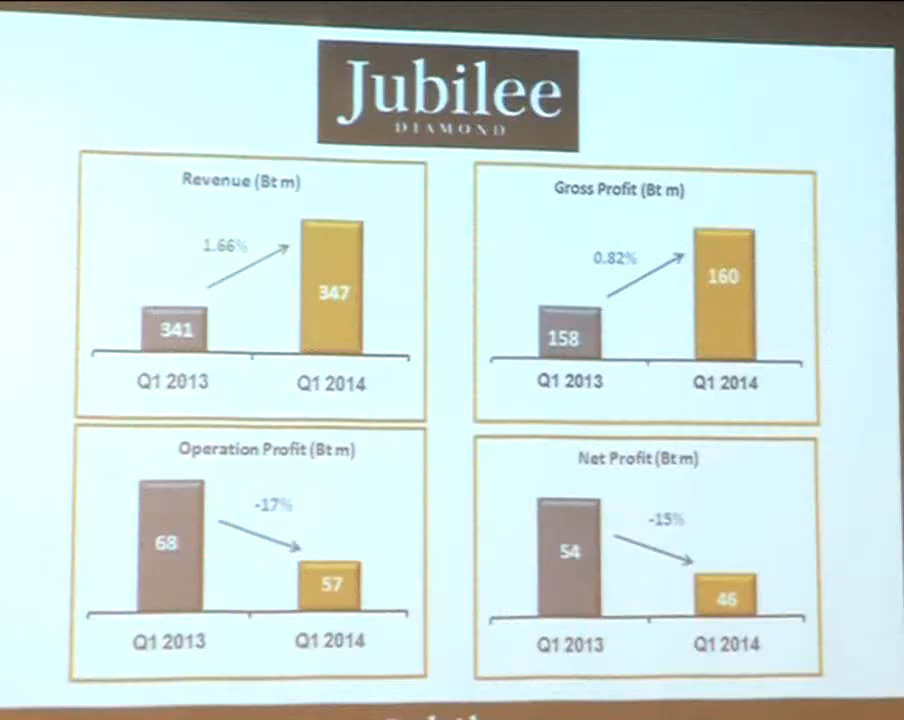 Jubilee
DIAMOND
Revenue (Bt m)
1.66%
341
347
Q1 2013
Q1 2014
Gross Profit (Bt m)
0.82%
158
160
Q1 2013
Q1 2014
Operation Profit (Bt m)
-17%
68
57
Q1 2013
Q1 2014
Net Profit (Bt m)
-15%
54
46
Q1 2013
Q1 2014